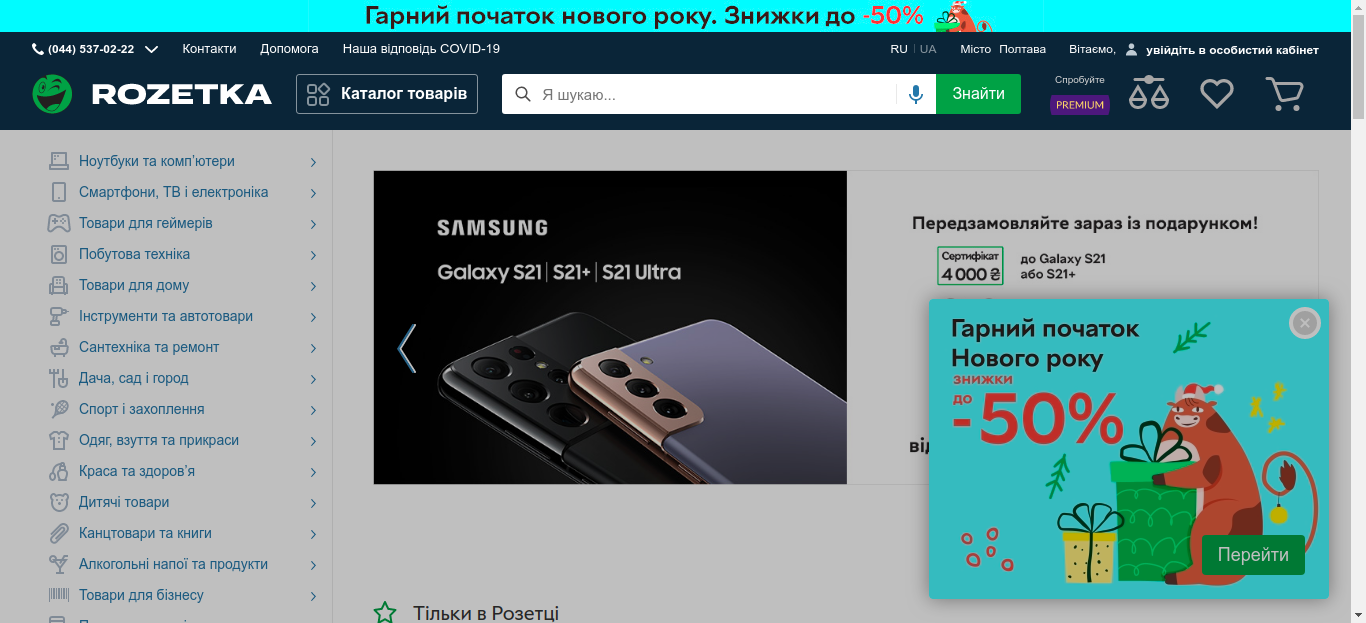 Гарний початок нового року. Знижки до -50%
(044) 537-02-22 Контакти Допомога Наша відповідь COVID-19 RU UA Місто Полтава Вітаємо, увійдіть в особистий кабінет
ROZETKA Каталог товарів Я шукаю... Знайти Спробуйте PREMIUM
Ноутбуки та комп'ютери
Смартфони, ТВ і електроніка
Товари для геймерів
Побутова техніка
Товари для дому
Інструменти та автотовари
Сантехніка та ремонт
Дача, сад і город
Спорт і захоплення
Одяг, взуття та прикраси
Краса та здоров'я
Дитячі товари
Канцтовари та книги
Алкогольні напої та продукти
Товари для бізнесу
SAMSUNG
Galaxy S21 | S21+ | S21 Ultra
Передзамовляйте зараз із подарунком!
Сертифікат
4 000 ₴
до Galaxy S21
або S21+
Гарний початок
Нового року
знижки
до
-50%
Перейти
Тільки в Розетці